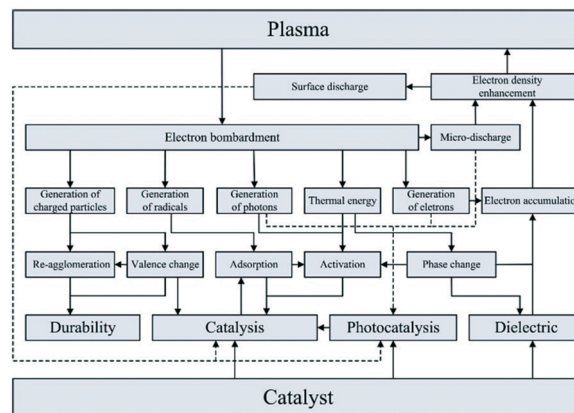 Plasma
Surface discharge
Electron density
enhancement
Electron bombardment
Micro-discharge
Generation of
charged particles
Generation
of radicals
Generation
of photons
Thermal energy
Generation
of eletrons
Electron accumulation
Re-agglomeration
Valence change
Adsorption
Activation
Phase change
Durability
Catalysis
Photocatalysis
Dielectric
Catalyst